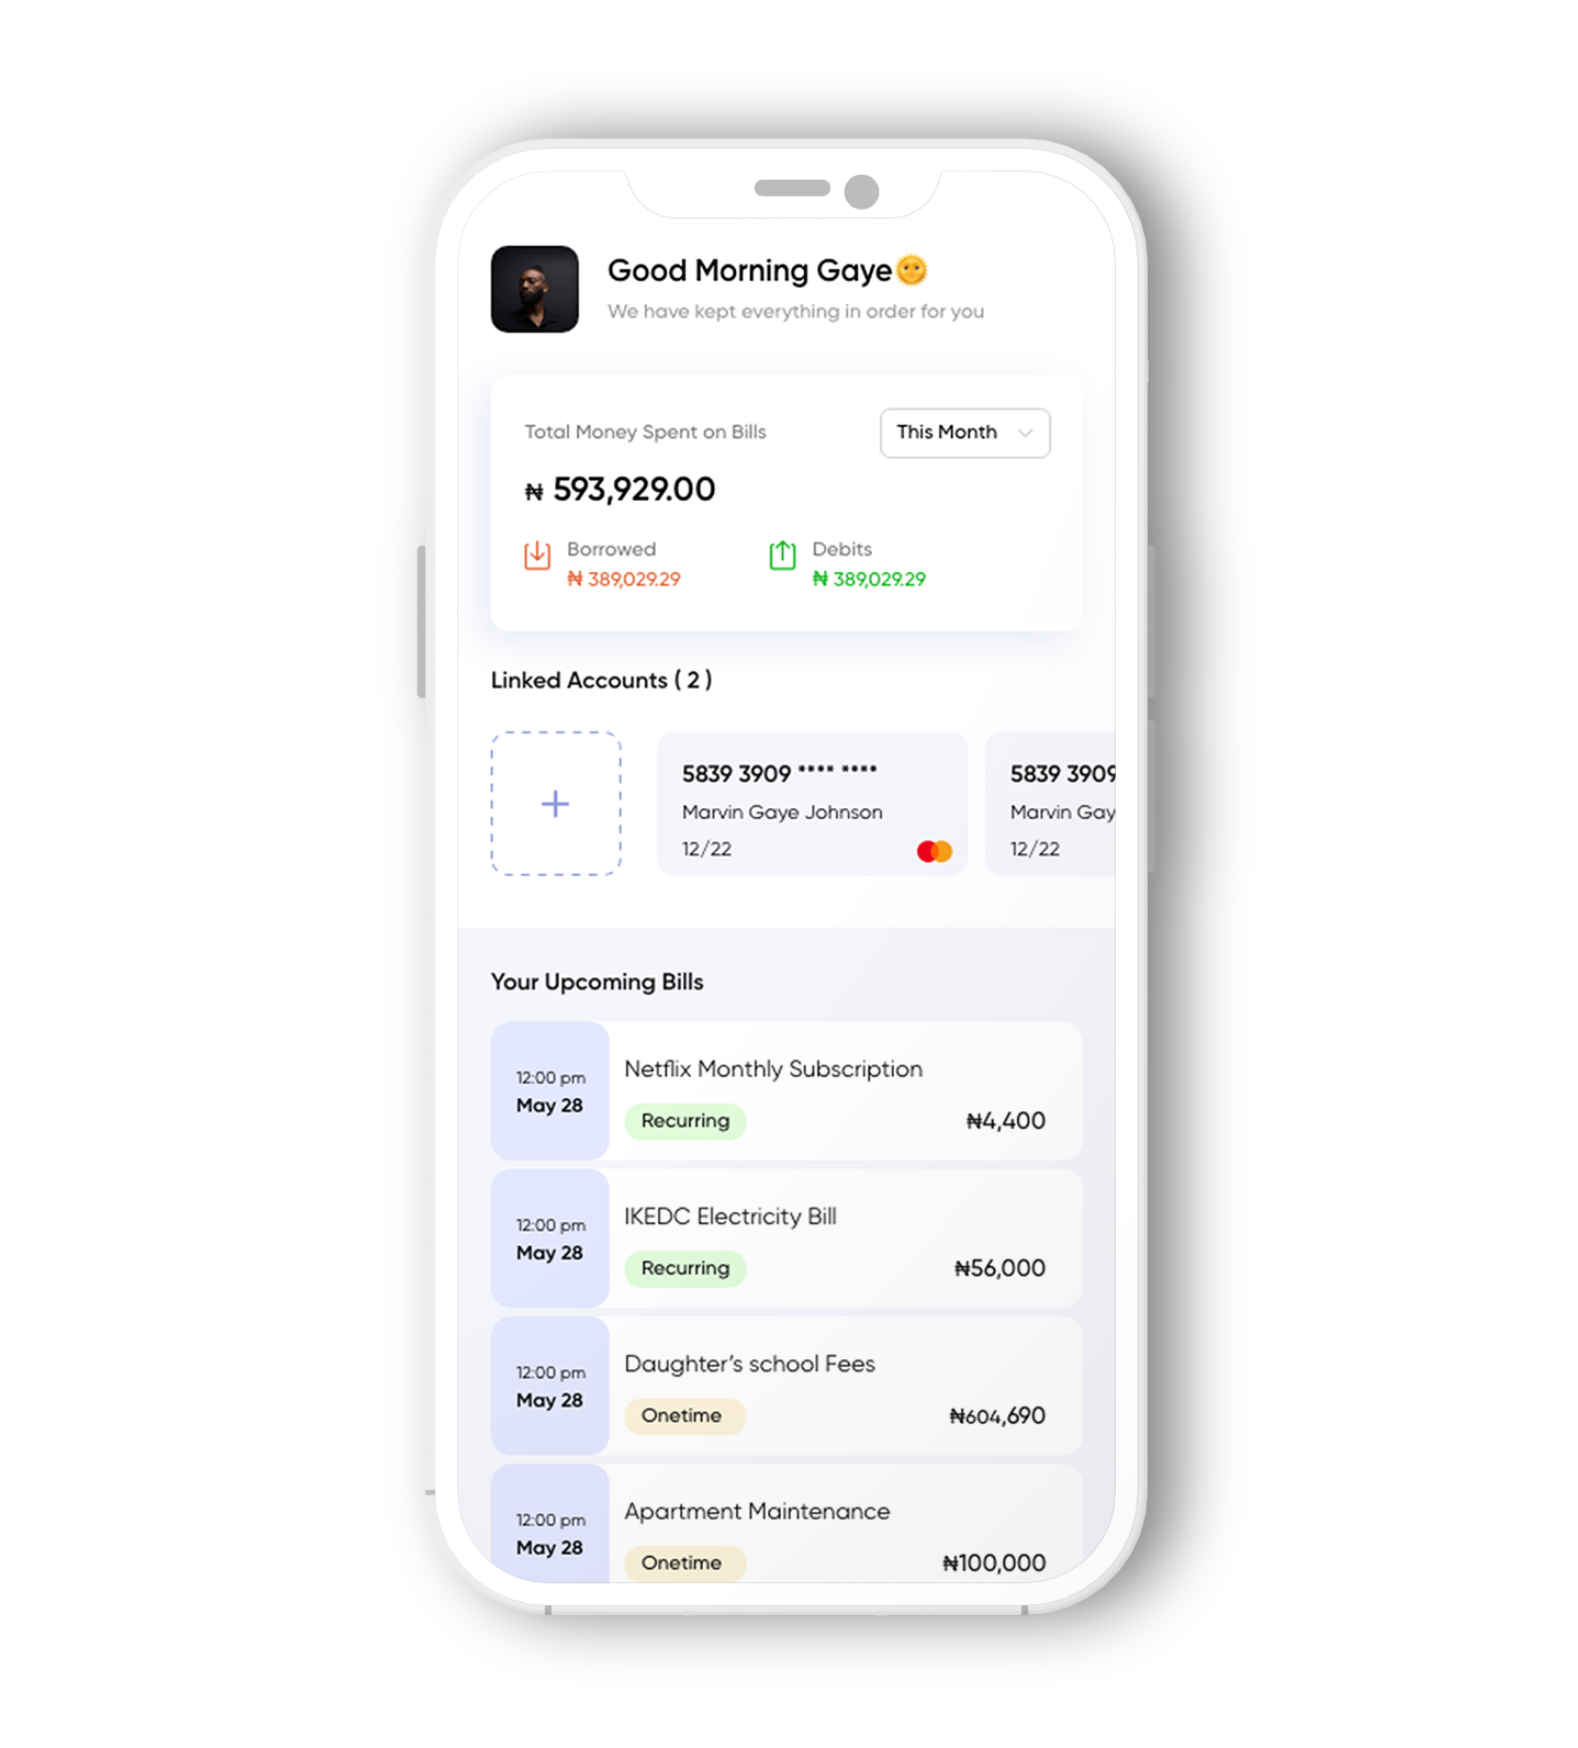 Good Morning Gaye🌞
We have kept everything in order for you
Total Money Spent on Bills
This Month
₦ 593,929.00
Borrowed
₦ 389,029.29
Debits
₦ 389,029.29
Linked Accounts ( 2 )
5839 3909 **** ****
Marvin Gaye Johnson
12/22
5839 3909
Marvin Gay
12/22
Your Upcoming Bills
12:00 pm
May 28
Netflix Monthly Subscription
Recurring
₦4,400
12:00 pm
May 28
IKEDC Electricity Bill
Recurring
₦56,000
12:00 pm
May 28
Daughter’s school Fees
Onetime
₦604,690
12:00 pm
May 28
Apartment Maintenance
Onetime
₦100,000